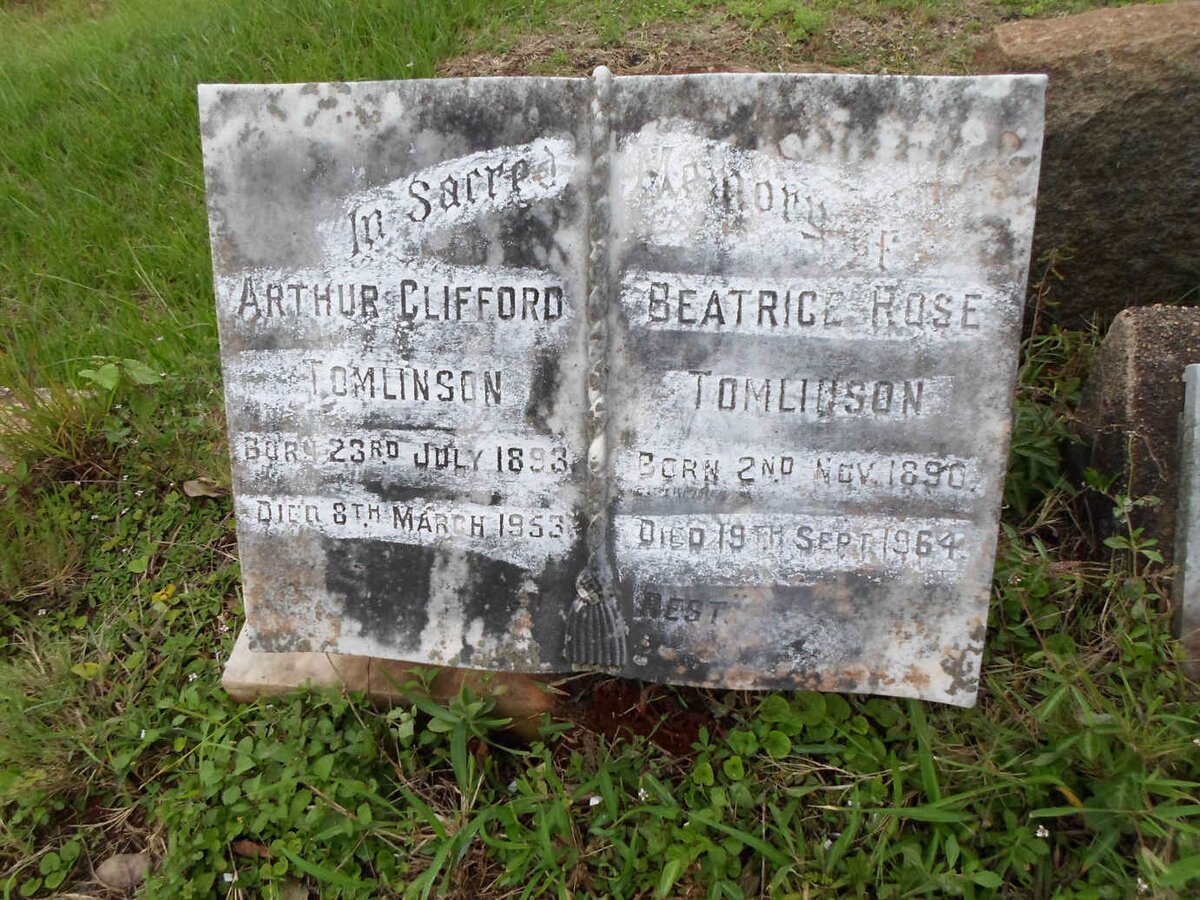 In Sacred Memory of
ARTHUR CLIFFORD
TOMLINSON
BORN 23RD JULY 1893
DIED 8TH MARCH 1953
BEATRICE ROSE
TOMLINSON
BORN 2ND NOV. 1890.
DIED 19TH SEPT. 1964.
REST